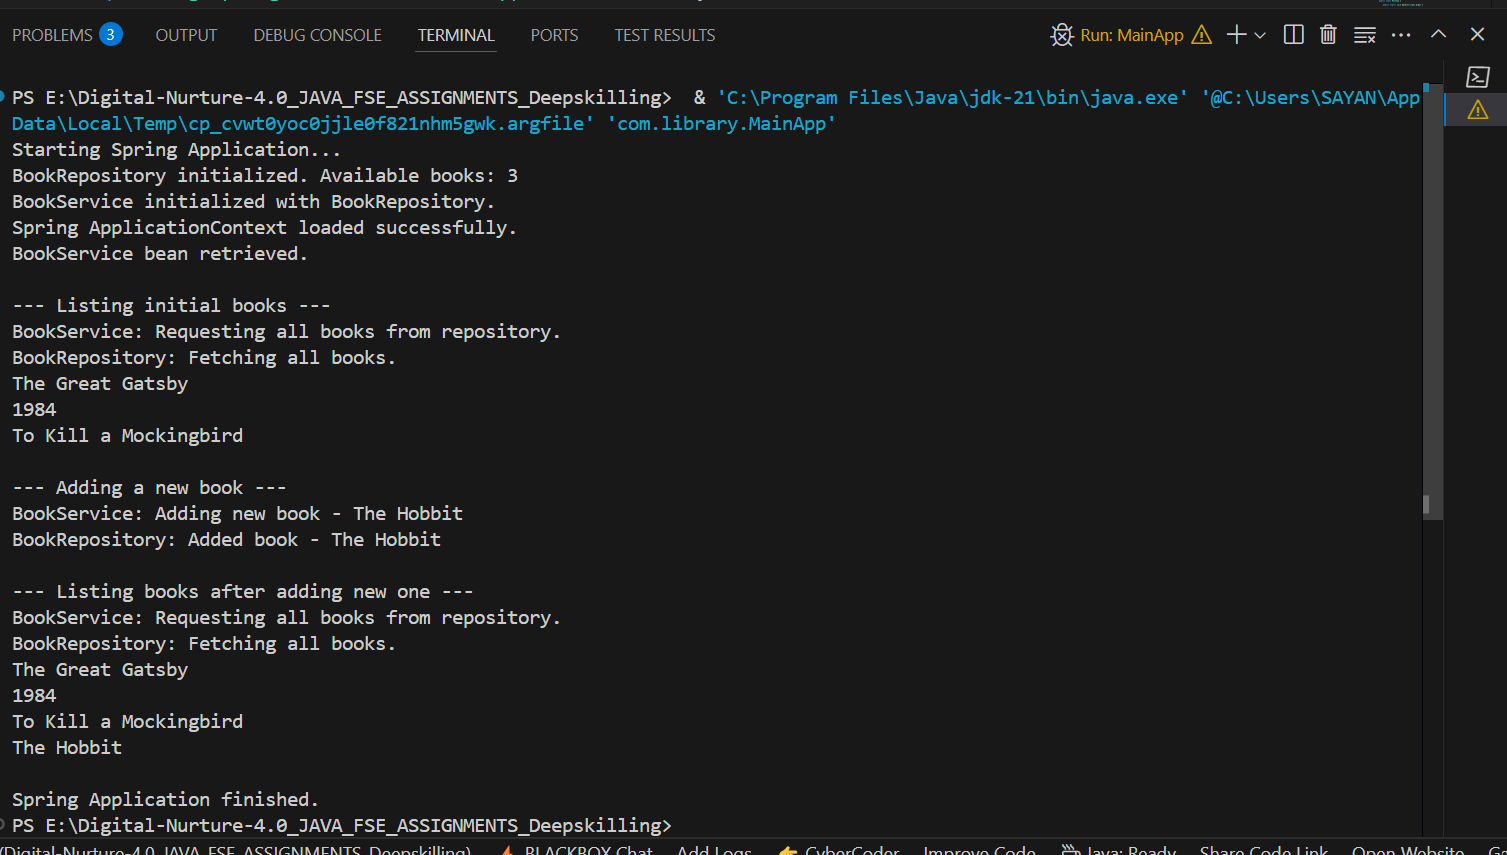 PROBLEMS 3 OUTPUT DEBUG CONSOLE TERMINAL PORTS TEST RESULTS Run: MainApp
PS E:\Digital-Nurture-4.0_JAVA_FSE_ASSIGNMENTS_Deepskilling>  & 'C:\Program Files\Java\jdk-21\bin\java.exe' '@C:\Users\SAYAN\App
Data\Local\Temp\cp_cvwt0yoc0jjle0f821nhm5gwk.argfile' 'com.library.MainApp'
Starting Spring Application...
BookRepository initialized. Available books: 3
BookService initialized with BookRepository.
Spring ApplicationContext loaded successfully.
BookService bean retrieved.
--- Listing initial books ---
BookService: Requesting all books from repository.
BookRepository: Fetching all books.
The Great Gatsby
1984
To Kill a Mockingbird
--- Adding a new book ---
BookService: Adding new book - The Hobbit
BookRepository: Added book - The Hobbit
--- Listing books after adding new one ---
BookService: Requesting all books from repository.
BookRepository: Fetching all books.
The Great Gatsby
1984
To Kill a Mockingbird
The Hobbit
Spring Application finished.
PS E:\Digital-Nurture-4.0_JAVA_FSE_ASSIGNMENTS_Deepskilling>
(Digital-Nurture-4.0_JAVA_FSE_ASSIGNMENTS_Deepskilling) BLACKBOX Chat Add Logs CyberCoder Improve Code Java: Ready Share Code Link Open Website